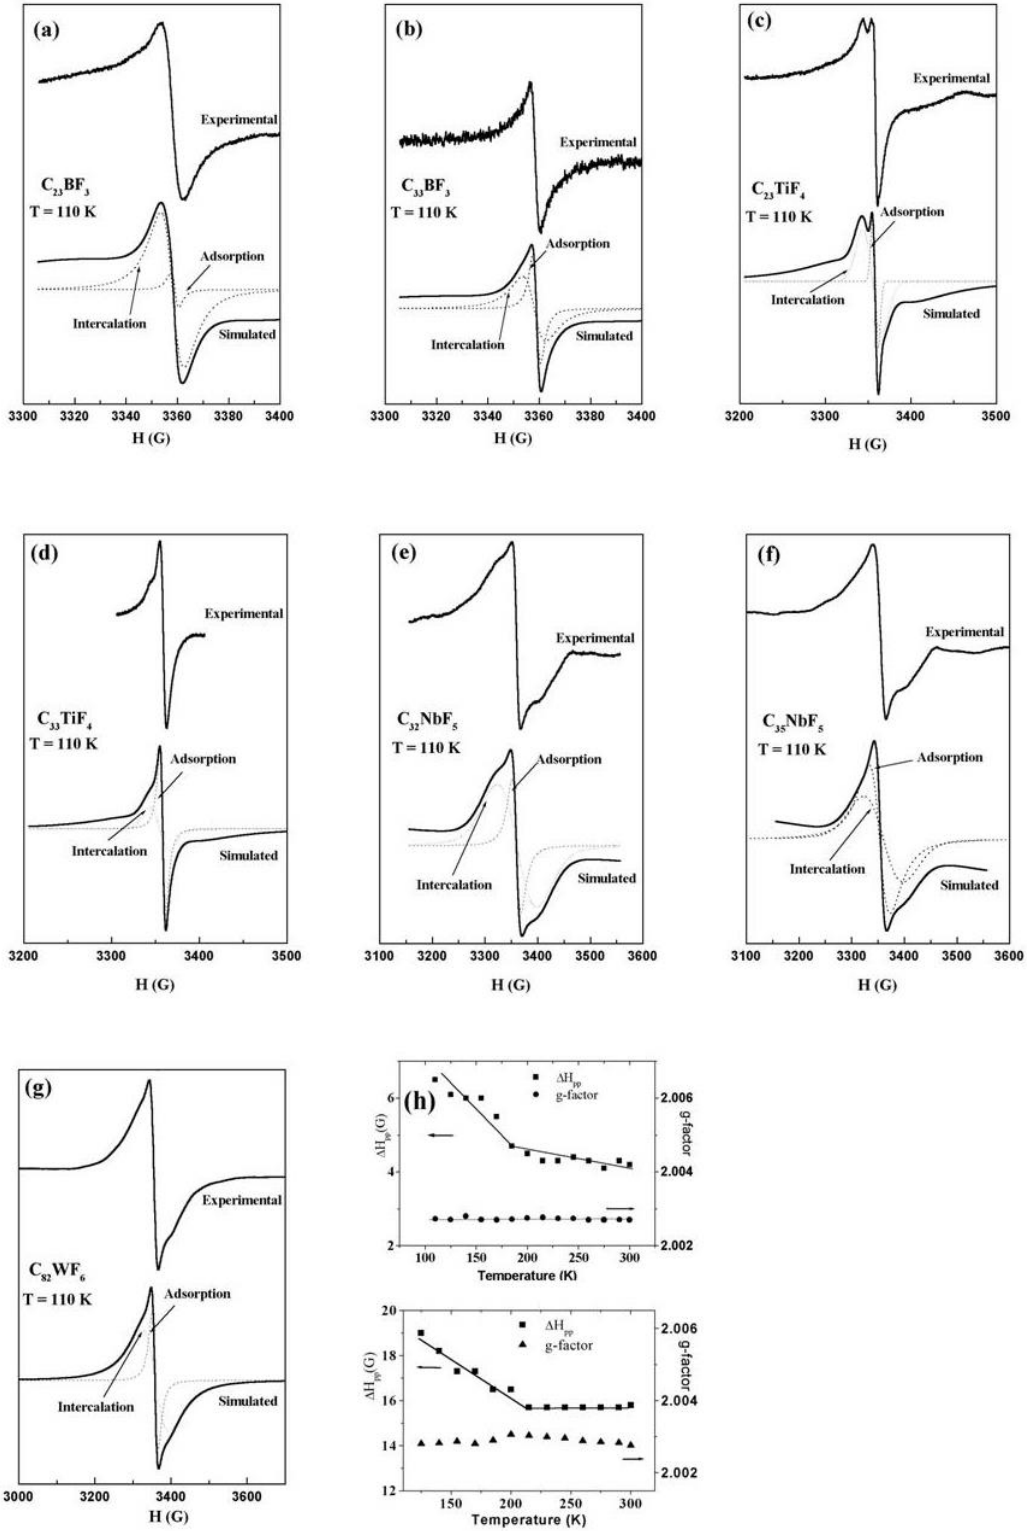 (a)
Experimental
C₂₃BF₃
T = 110 K
Adsorption
Intercalation
Simulated
3300 3320 3340 3360 3380 3400
H (G)
(b)
Experimental
C₃₃BF₃
T = 110 K
Adsorption
Intercalation
Simulated
3300 3320 3340 3360 3380 3400
H (G)
(c)
Experimental
C₂₃TiF₄
T = 110 K
Adsorption
Intercalation
Simulated
3200 3300 3400 3500
H (G)
(d)
Experimental
C₃₃TiF₄
T = 110 K
Adsorption
Intercalation
Simulated
3200 3300 3400 3500
H (G)
(e)
Experimental
C₃₂NbF₅
T = 110 K
Adsorption
Intercalation
Simulated
3100 3200 3300 3400 3500 3600
H (G)
(f)
Experimental
C₃₅NbF₅
T = 110 K
Adsorption
Intercalation
Simulated
3100 3200 3300 3400 3500 3600
H (G)
(g)
Experimental
C₈₂WF₆
T = 110 K
Adsorption
Intercalation
Simulated
3000 3200 3400 3600
H (G)
(h)
ΔHpp
g-factor
ΔHpp(G)
6
4
2
g-factor
2.006
2.004
2.002
100 150 200 250 300
Temperature (K)
ΔHpp
g-factor
ΔHpp(G)
20
18
16
14
12
g-factor
2.006
2.004
2.002
150 200 250 300
Temperature (K)